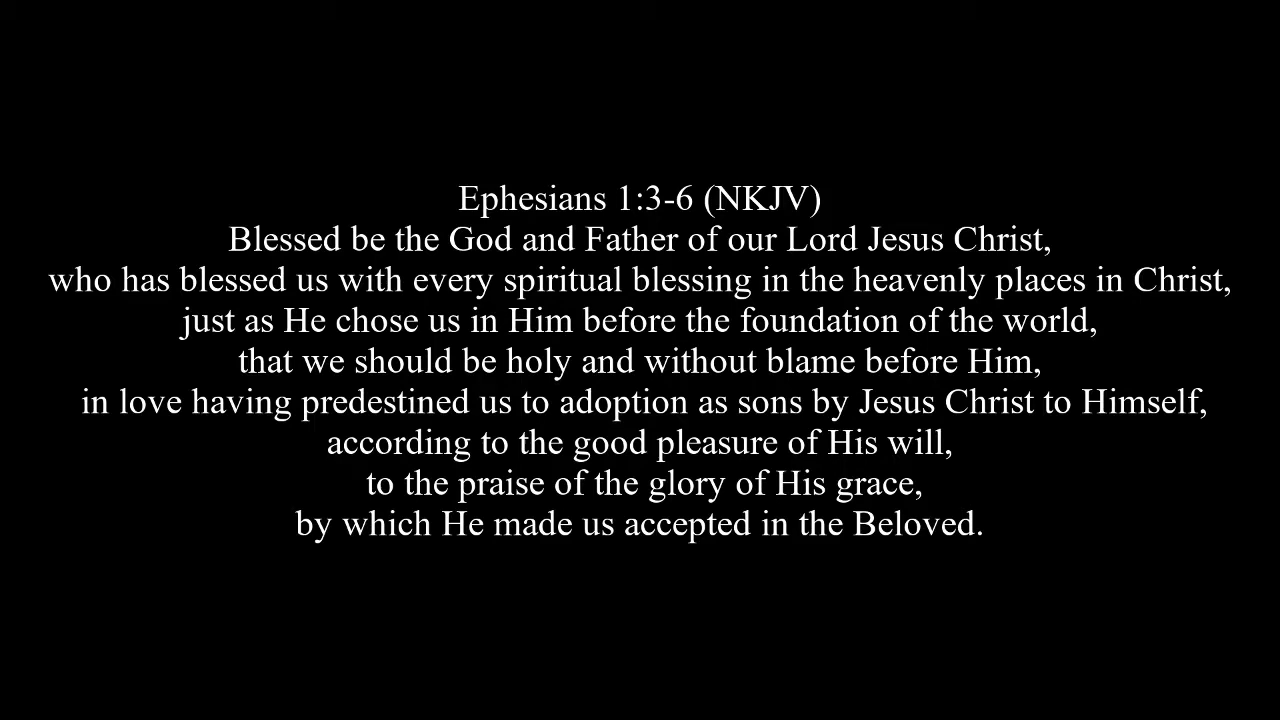 Ephesians 1:3-6 (NKJV)
Blessed be the God and Father of our Lord Jesus Christ,
who has blessed us with every spiritual blessing in the heavenly places in Christ,
just as He chose us in Him before the foundation of the world,
that we should be holy and without blame before Him,
in love having predestined us to adoption as sons by Jesus Christ to Himself,
according to the good pleasure of His will,
to the praise of the glory of His grace,
by which He made us accepted in the Beloved.